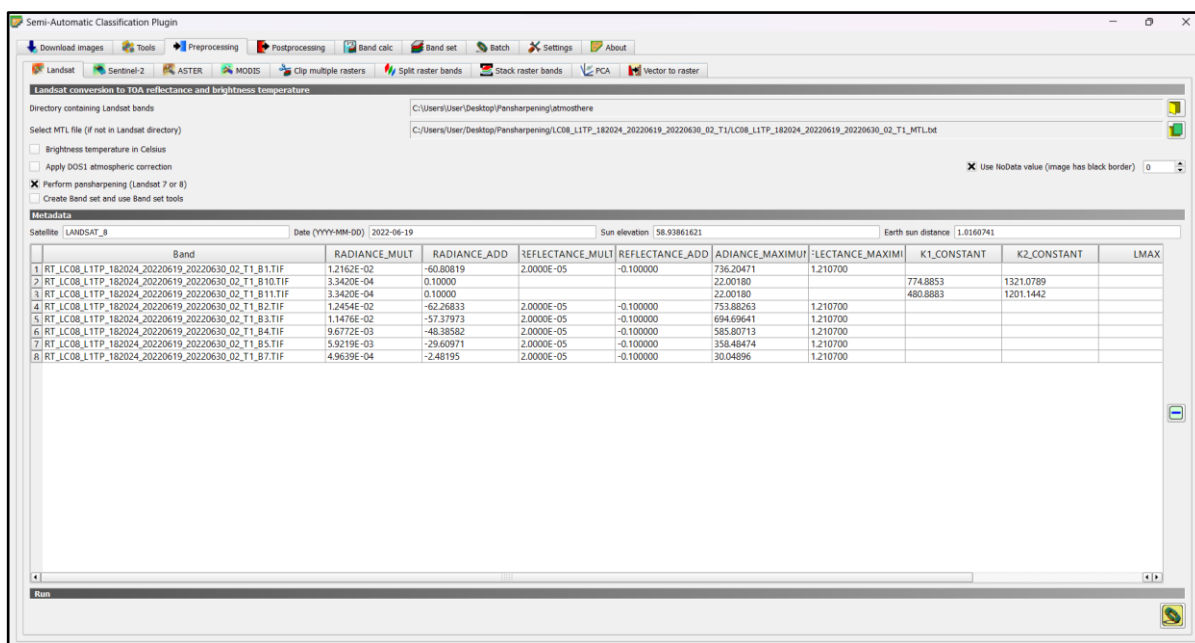 Semi-Automatic Classification Plugin
Download images Tools Preprocessing Postprocessing Band calc Band set Batch Settings About
Landsat Sentinel-2 ASTER MODIS Clip multiple rasters Split raster bands Stack raster bands PCA Vector to raster
Landsat conversion to TOA reflectance and brightness temperature
Directory containing Landsat bands C:\Users\User\Desktop\Pansharpening\atmosthere
Select MTL file (if not in Landsat directory) C:/Users/User/Desktop/Pansharpening/LC08_L1TP_182024_20220619_20220630_02_T1/LC08_L1TP_182024_20220619_20220630_02_T1_MTL.txt
Brightness temperature in Celsius
Apply DOS1 atmospheric correction Use NoData value (image has black border) 0
Perform pansharpening (Landsat 7 or 8)
Create Band set and use Band set tools
Metadata
Satellite LANDSAT_8 Date (YYYY-MM-DD) 2022-06-19 Sun elevation 58.93861621 Earth sun distance 1.0160741
Band RADIANCE_MULT RADIANCE_ADD REFLECTANCE_MULT REFLECTANCE_ADD ADIANCE_MAXIMUM FLECTANCE_MAXIMU K1_CONSTANT K2_CONSTANT LMAX
1 RT_LC08_L1TP_182024_20220619_20220630_02_T1_B1.TIF 1.2162E-02 -60.80819 2.0000E-05 -0.100000 736.20471 1.210700
2 RT_LC08_L1TP_182024_20220619_20220630_02_T1_B10.TIF 3.3420E-04 0.10000 22.00180 774.8853 1321.0789
3 RT_LC08_L1TP_182024_20220619_20220630_02_T1_B11.TIF 3.3420E-04 0.10000 22.00180 480.8883 1201.1442
4 RT_LC08_L1TP_182024_20220619_20220630_02_T1_B2.TIF 1.2454E-02 -62.26833 2.0000E-05 -0.100000 753.88263 1.210700
5 RT_LC08_L1TP_182024_20220619_20220630_02_T1_B3.TIF 1.1476E-02 -57.37973 2.0000E-05 -0.100000 694.69641 1.210700
6 RT_LC08_L1TP_182024_20220619_20220630_02_T1_B4.TIF 9.6772E-03 -48.38582 2.0000E-05 -0.100000 585.80713 1.210700
7 RT_LC08_L1TP_182024_20220619_20220630_02_T1_B5.TIF 5.9219E-03 -29.60971 2.0000E-05 -0.100000 358.48474 1.210700
8 RT_LC08_L1TP_182024_20220619_20220630_02_T1_B7.TIF 4.9639E-04 -2.48195 2.0000E-05 -0.100000 30.04896 1.210700
Run